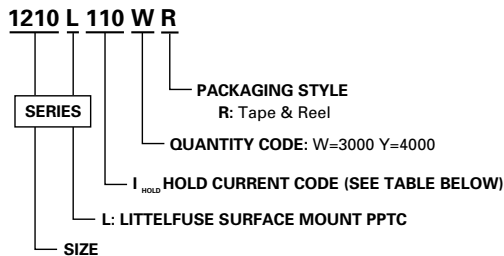 1210 L 110 W R
PACKAGING STYLE
R: Tape & Reel
SERIES
QUANTITY CODE: W=3000 Y=4000
I HOLD HOLD CURRENT CODE (SEE TABLE BELOW)
L: LITTELFUSE SURFACE MOUNT PPTC
SIZE